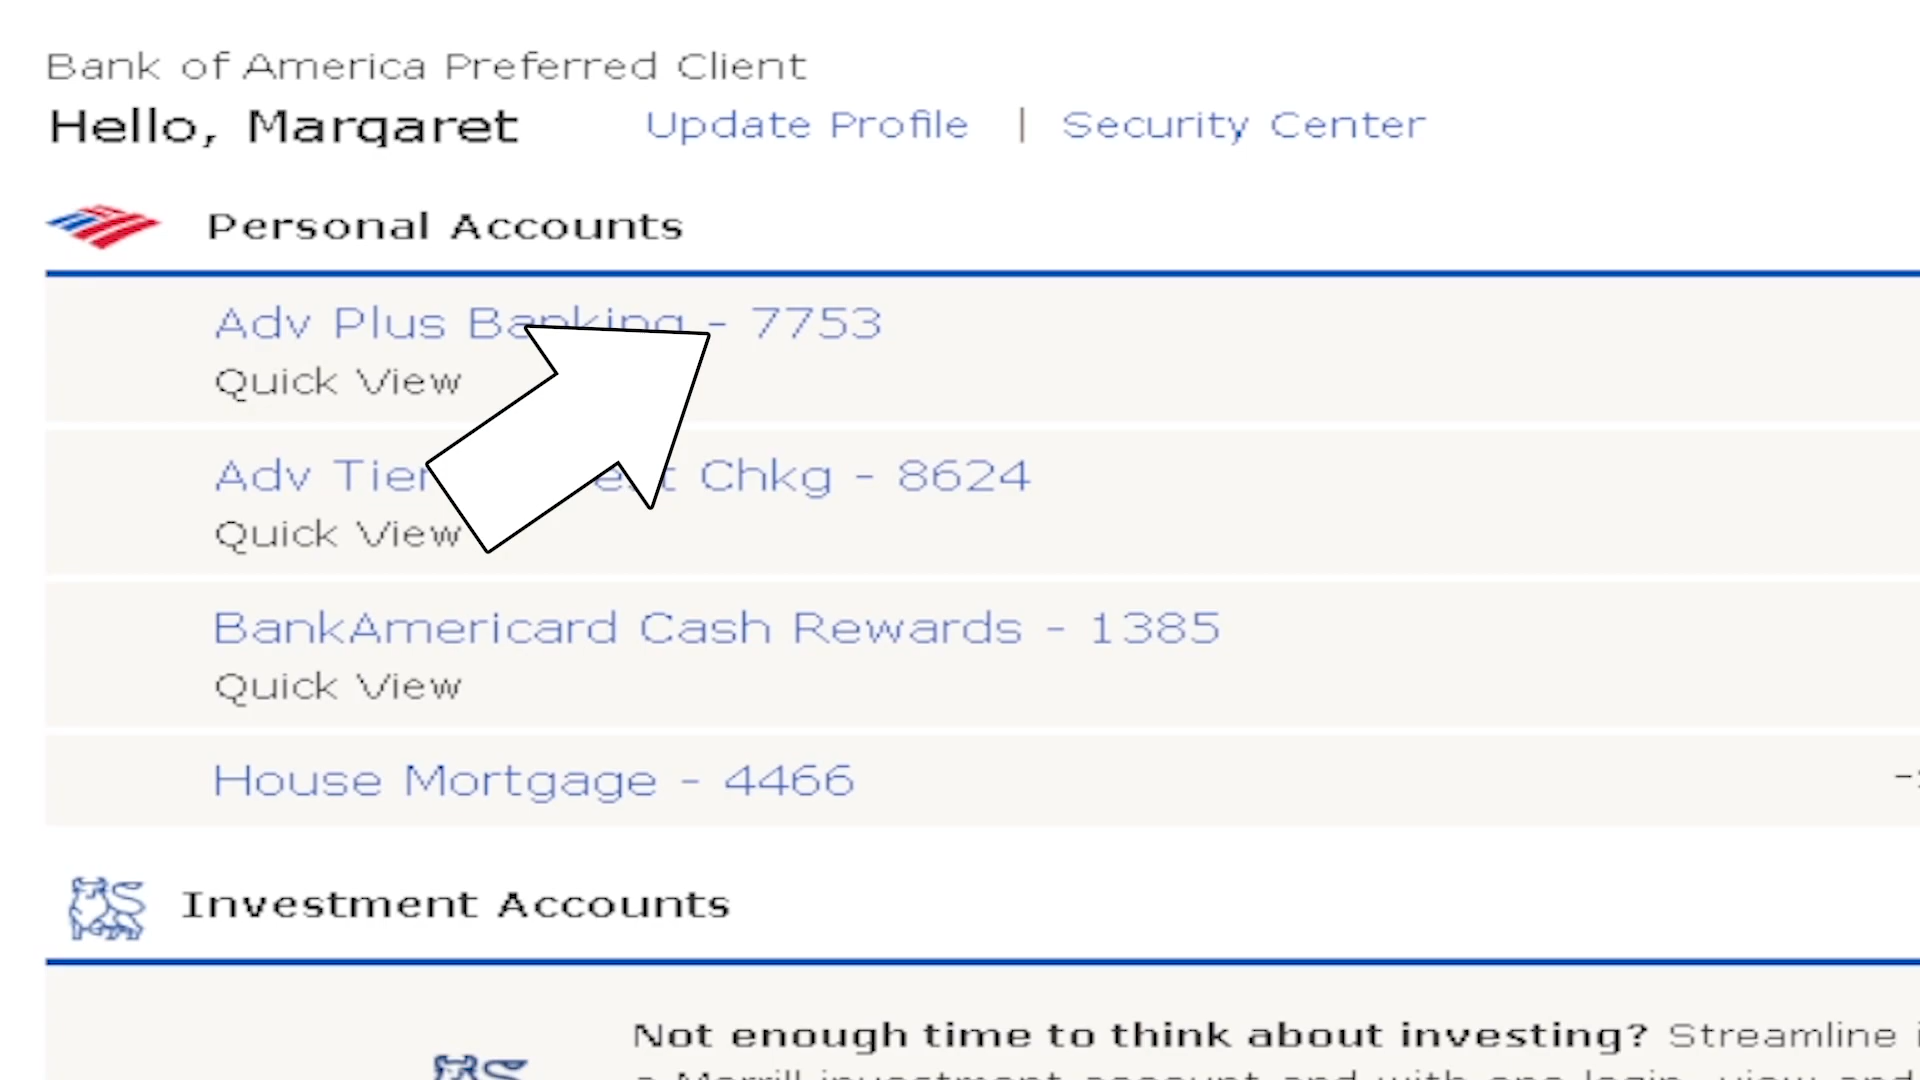 Bank of America Preferred Client
Hello, Margaret Update Profile | Security Center
Personal Accounts
Adv Plus Banking - 7753
Quick View
Adv Chkg - 8624
Quick View
BankAmericard Cash Rewards - 1385
Quick View
House Mortgage - 4466
Investment Accounts
Not enough time to think about investing? Streamline